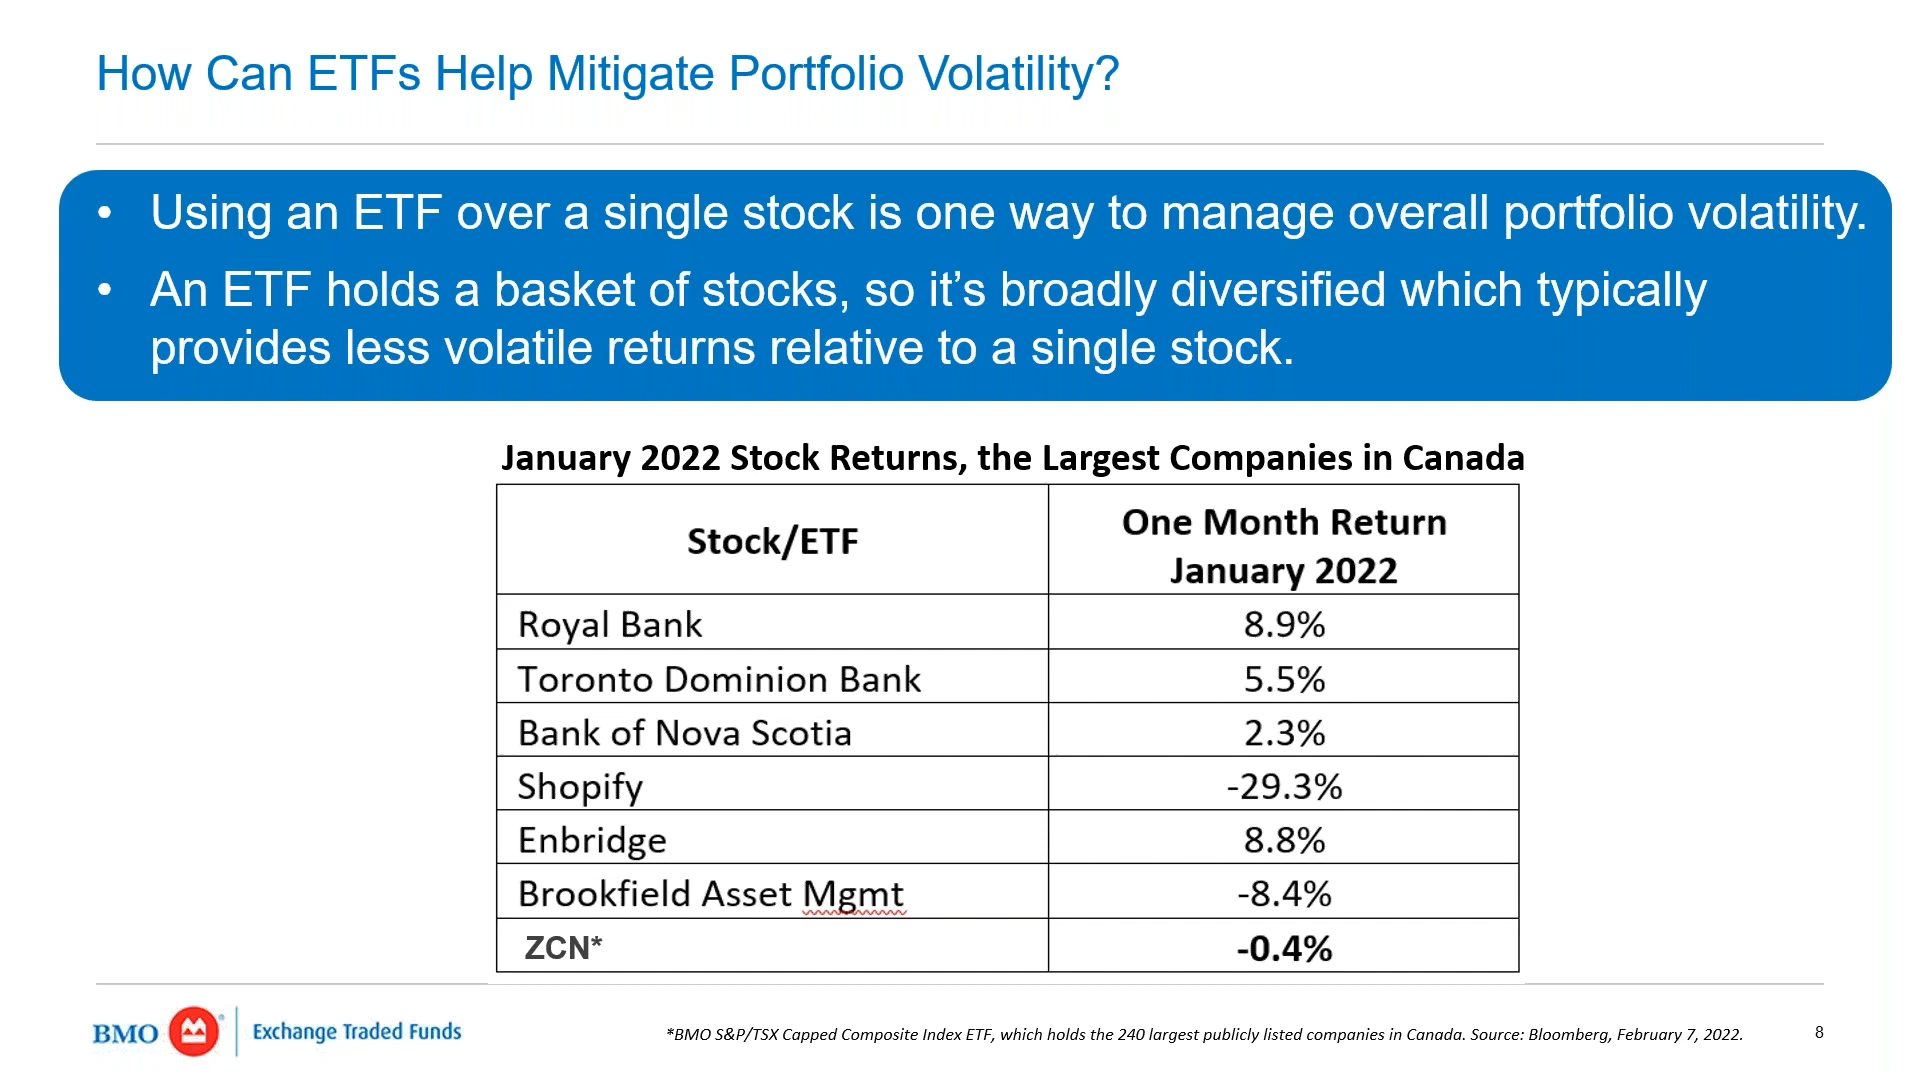 How Can ETFs Help Mitigate Portfolio Volatility?
• Using an ETF over a single stock is one way to manage overall portfolio volatility.
• An ETF holds a basket of stocks, so it’s broadly diversified which typically
provides less volatile returns relative to a single stock.
January 2022 Stock Returns, the Largest Companies in Canada
Stock/ETF
One Month Return
January 2022
Royal Bank 8.9%
Toronto Dominion Bank 5.5%
Bank of Nova Scotia 2.3%
Shopify -29.3%
Enbridge 8.8%
Brookfield Asset Mgmt -8.4%
ZCN* -0.4%
BMO Exchange Traded Funds
*BMO S&P/TSX Capped Composite Index ETF, which holds the 240 largest publicly listed companies in Canada. Source: Bloomberg, February 7, 2022.
8